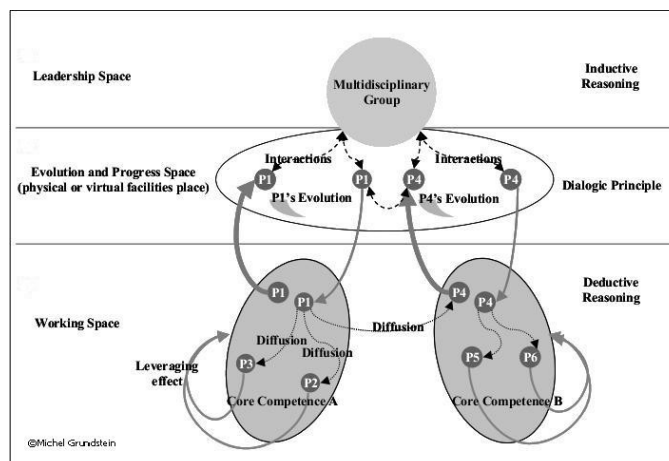 Leadership Space
Multidisciplinary
Group
Inductive
Reasoning
Evolution and Progress Space
(physical or virtual facilities place)
Interactions
Interactions
P1
P1
P4
P4
P1's Evolution
P4's Evolution
Dialogic Principle
Working Space
P1
P1
P4
P4
Deductive
Reasoning
Diffusion
Diffusion
Diffusion
Leveraging
effect
P3
P2
P5
P6
Core Competence A
Core Competence B
©Michel Grundstein